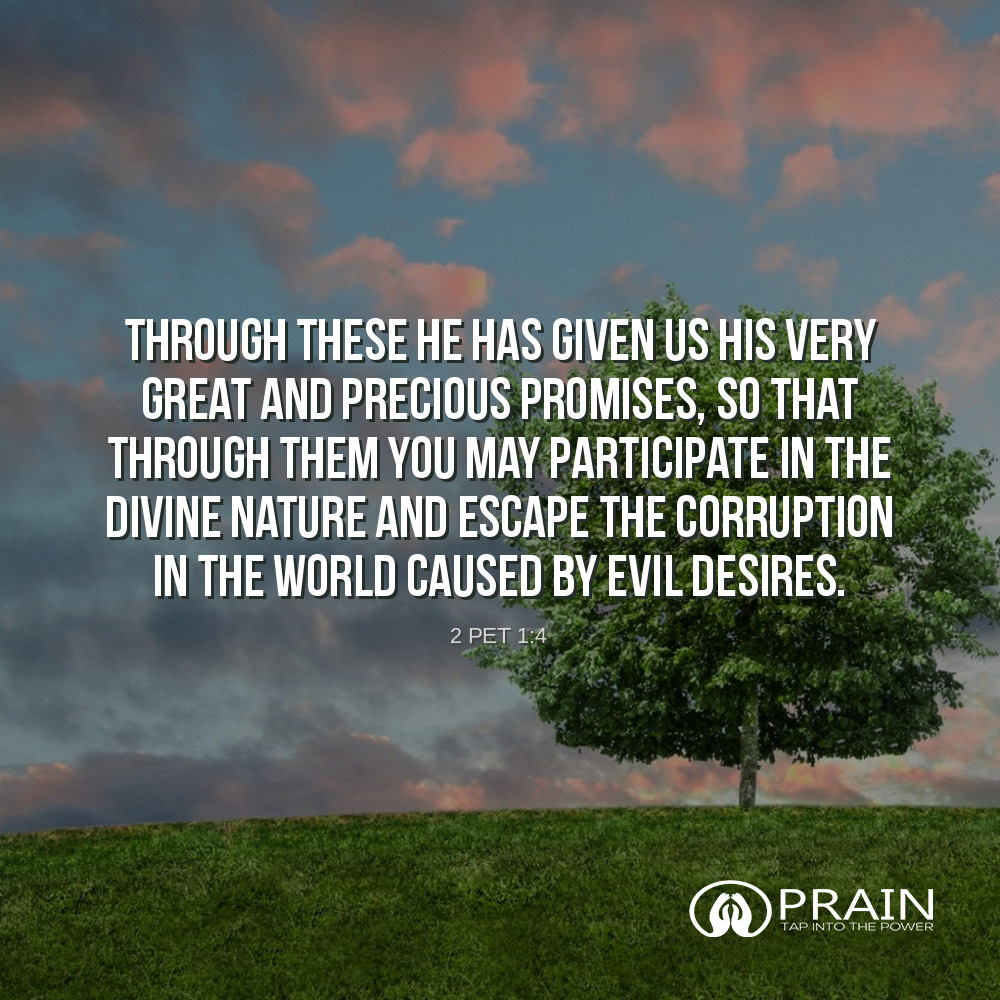 THROUGH THESE HE HAS GIVEN US HIS VERY
GREAT AND PRECIOUS PROMISES, SO THAT
THROUGH THEM YOU MAY PARTICIPATE IN THE
DIVINE NATURE AND ESCAPE THE CORRUPTION
IN THE WORLD CAUSED BY EVIL DESIRES.
2 PET 1:4
PRAIN
TAP INTO THE POWER